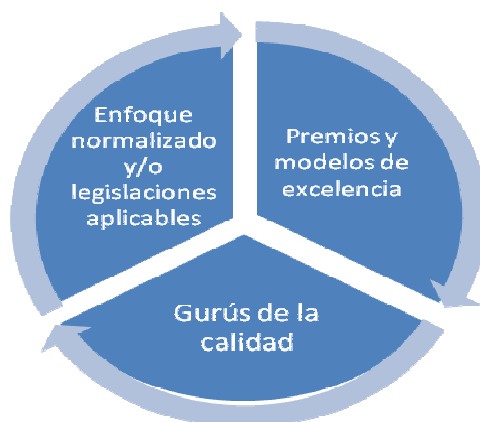 Enfoque
normalizado
y/o
legislaciones
aplicables
Premios y
modelos de
excelencia
Gurús de la
calidad